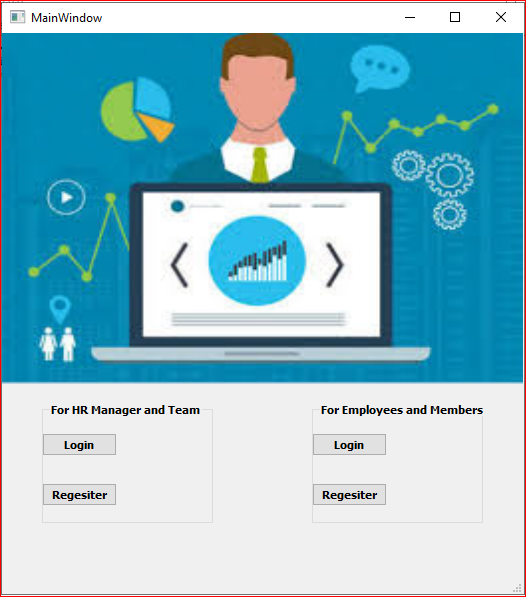 MainWindow
For HR Manager and Team
Login
Regesiter
For Employees and Members
Login
Regesiter